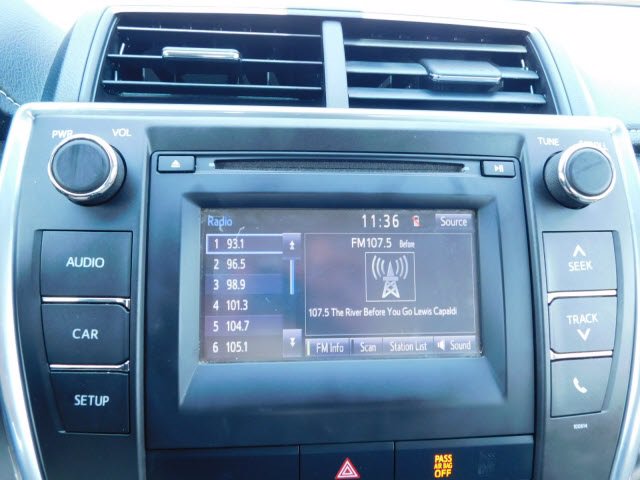 PWR VOL
TUNE SCROLL
AUDIO
CAR
SETUP
Radio 11:36 Source
1 93.1
2 96.5
3 98.9
4 101.3
5 104.7
6 105.1
FM107.5 Before
107.5 The River Before You Go Lewis Capaldi
FM Info Scan Station List Sound
SEEK
TRACK
100614
PASS
AIR BAG
OFF